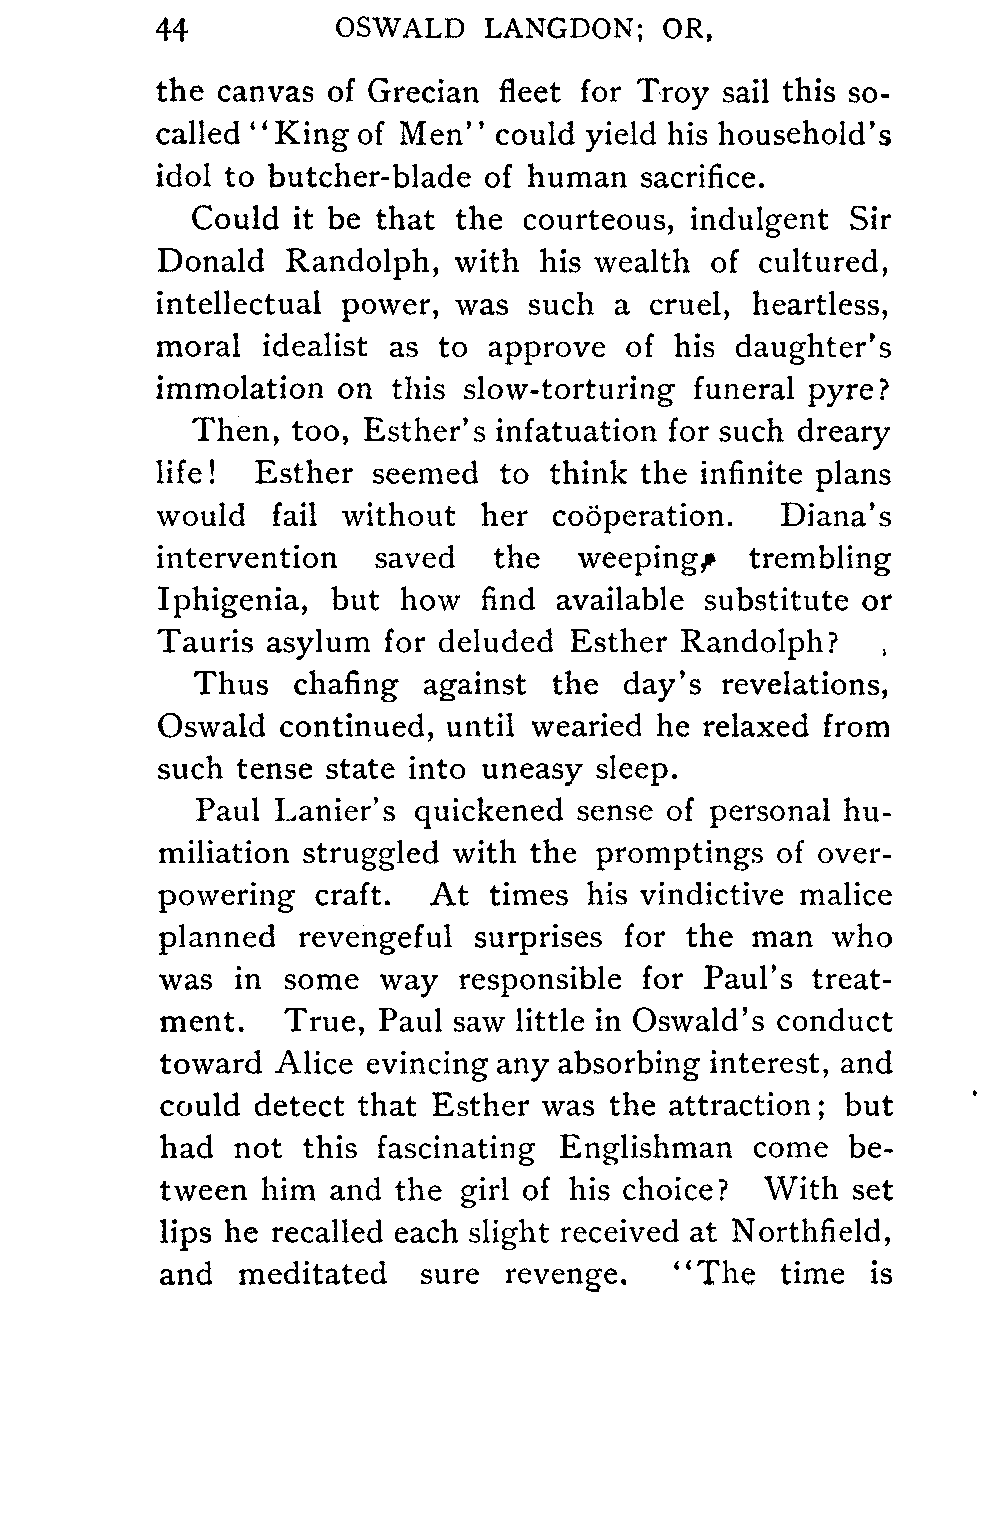 44 OSWALD LANGDON; OR,
the canvas of Grecian fleet for Troy sail this so-
called "King of Men" could yield his household's
idol to butcher-blade of human sacrifice.
Could it be that the courteous, indulgent Sir
Donald Randolph, with his wealth of cultured,
intellectual power, was such a cruel, heartless,
moral idealist as to approve of his daughter's
immolation on this slow-torturing funeral pyre?
Then, too, Esther's infatuation for such dreary
life! Esther seemed to think the infinite plans
would fail without her coöperation. Diana's
intervention saved the weeping, trembling
Iphigenia, but how find available substitute or
Tauris asylum for deluded Esther Randolph?
Thus chafing against the day's revelations,
Oswald continued, until wearied he relaxed from
such tense state into uneasy sleep.
Paul Lanier's quickened sense of personal hu-
miliation struggled with the promptings of over-
powering craft. At times his vindictive malice
planned revengeful surprises for the man who
was in some way responsible for Paul's treat-
ment. True, Paul saw little in Oswald's conduct
toward Alice evincing any absorbing interest, and
could detect that Esther was the attraction; but
had not this fascinating Englishman come be-
tween him and the girl of his choice? With set
lips he recalled each slight received at Northfield,
and meditated sure revenge. "The time is